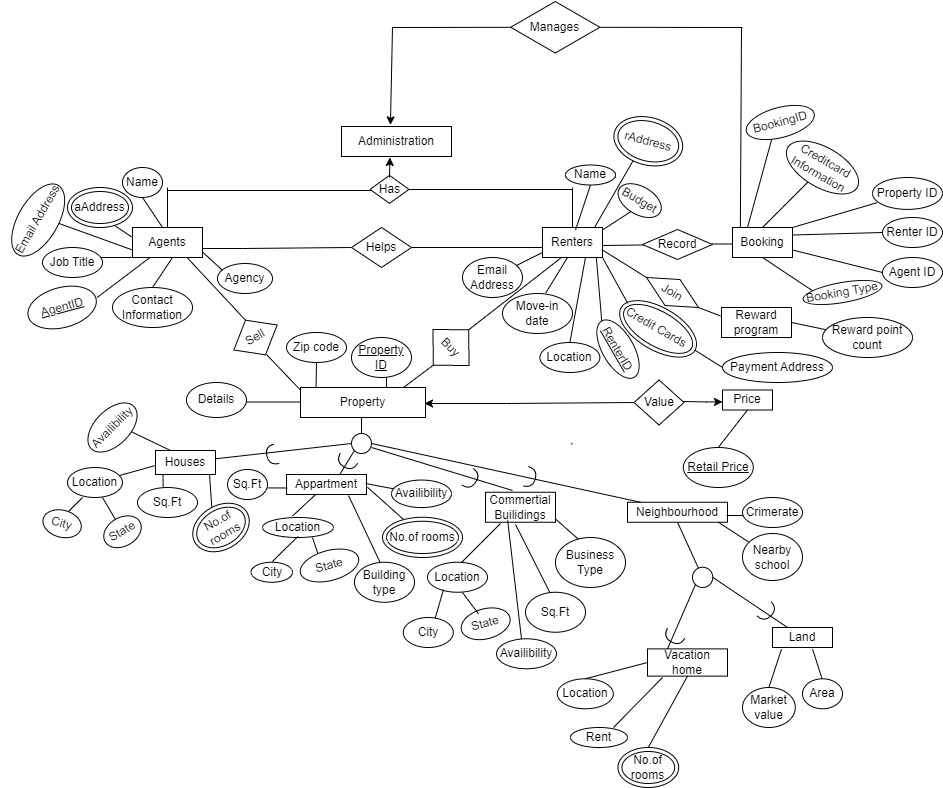 Manages
Administration
BookingID
rAddress
Creditcard
Information
Name
Name
Has
Budget
Property ID
Email Address
aAddress
Agents
Helps
Renters
Record
Booking
Renter ID
Job Title
Agency
Email
Address
Agent ID
Join
Booking Type
AgentID
Contact
Information
Move-in
date
Credit Cards
Reward
program
Reward point
count
Sell
Zip code
Property
ID
Buy
Location
RenterID
Payment Address
Details
Property
Value
Price
Availibility
Houses
Retail Price
Location
Sq.Ft
Sq.Ft
Appartment
Availibility
Commertial
Builidings
Neighbourhood
Crimerate
City
State
No.of
rooms
Location
No.of rooms
Nearby
school
City
State
Building
type
Location
Business
Type
City
State
Sq.Ft
Availibility
Land
Vacation
home
Location
Market
value
Area
Rent
No.of
rooms